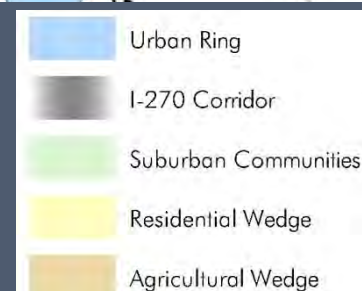 Urban Ring
I-270 Corridor
Suburban Communities
Residential Wedge
Agricultural Wedge